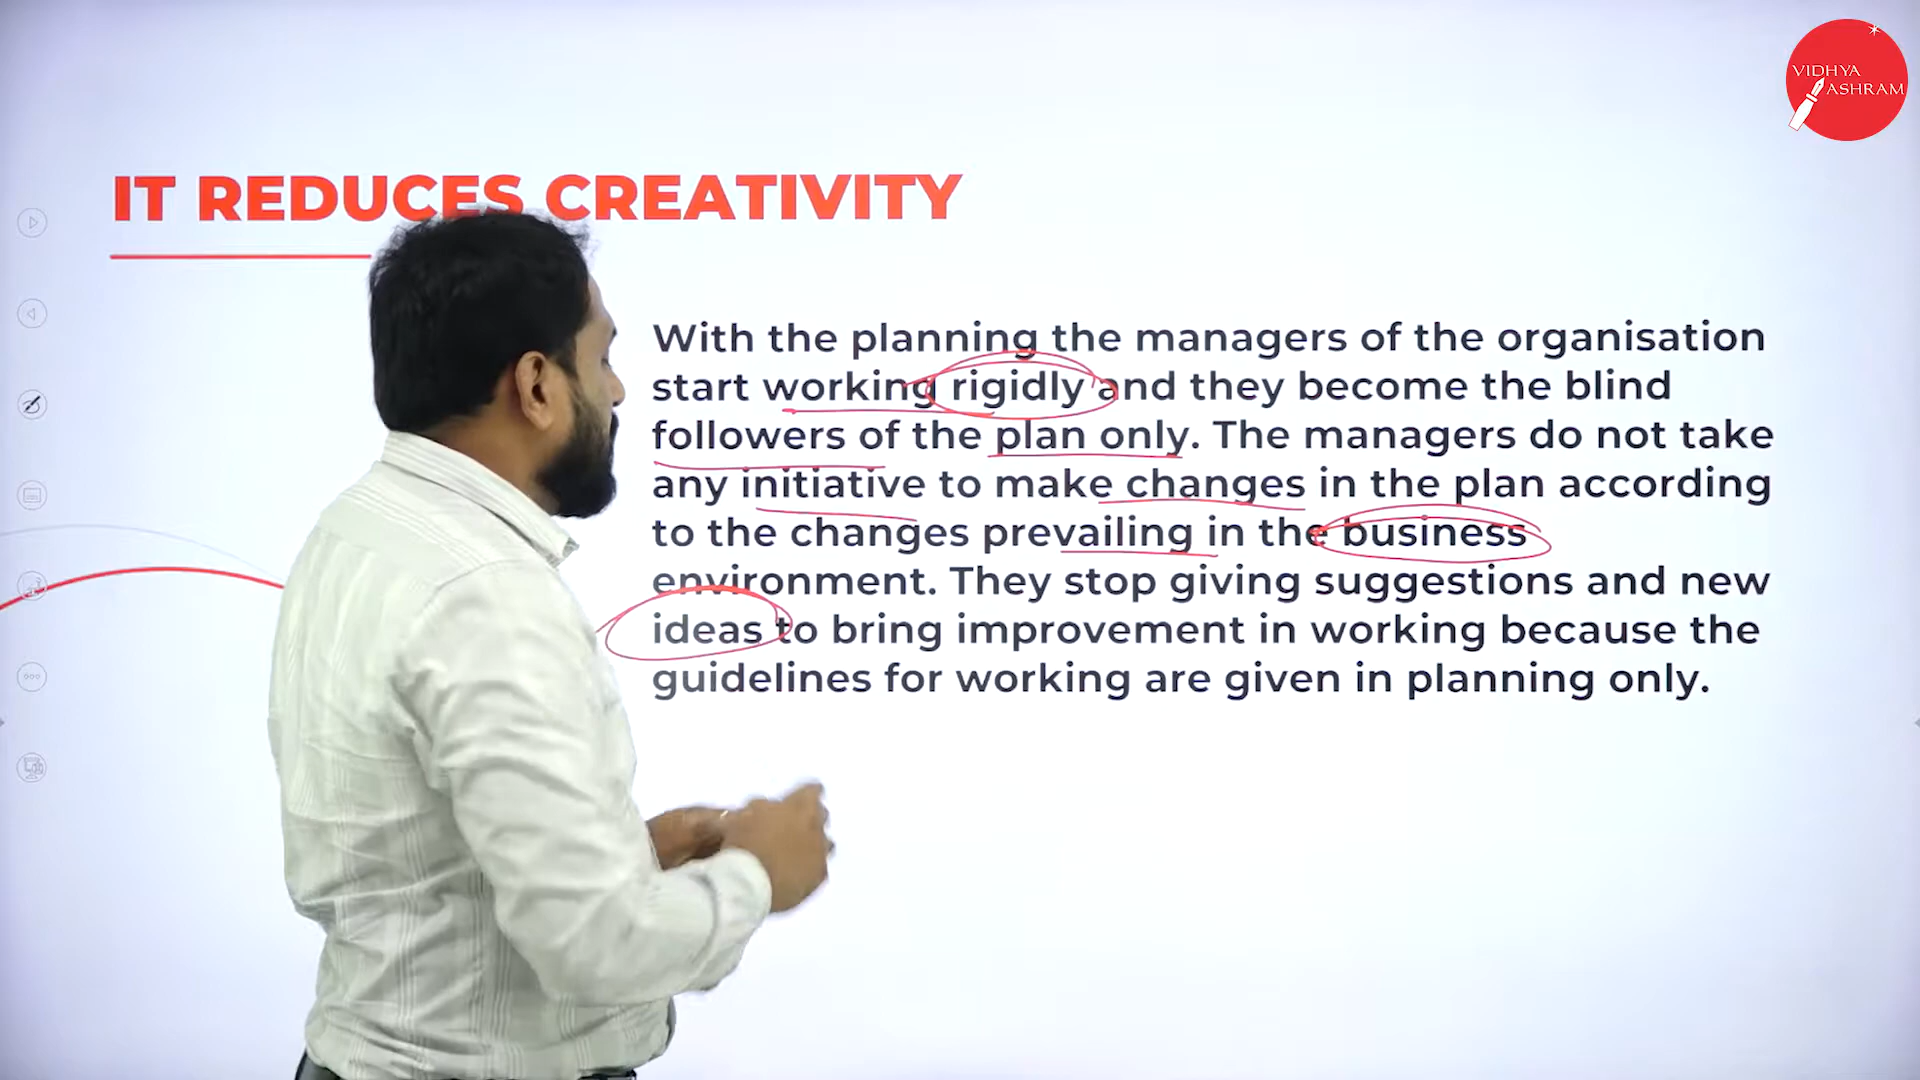 VIDHYA
ASHRAM
IT REDUCES CREATIVITY
With the planning the managers of the organisation
start working rigidly and they become the blind
followers of the plan only. The managers do not take
any initiative to make changes in the plan according
to the changes prevailing in the business
environment. They stop giving suggestions and new
ideas to bring improvement in working because the
guidelines for working are given in planning only.